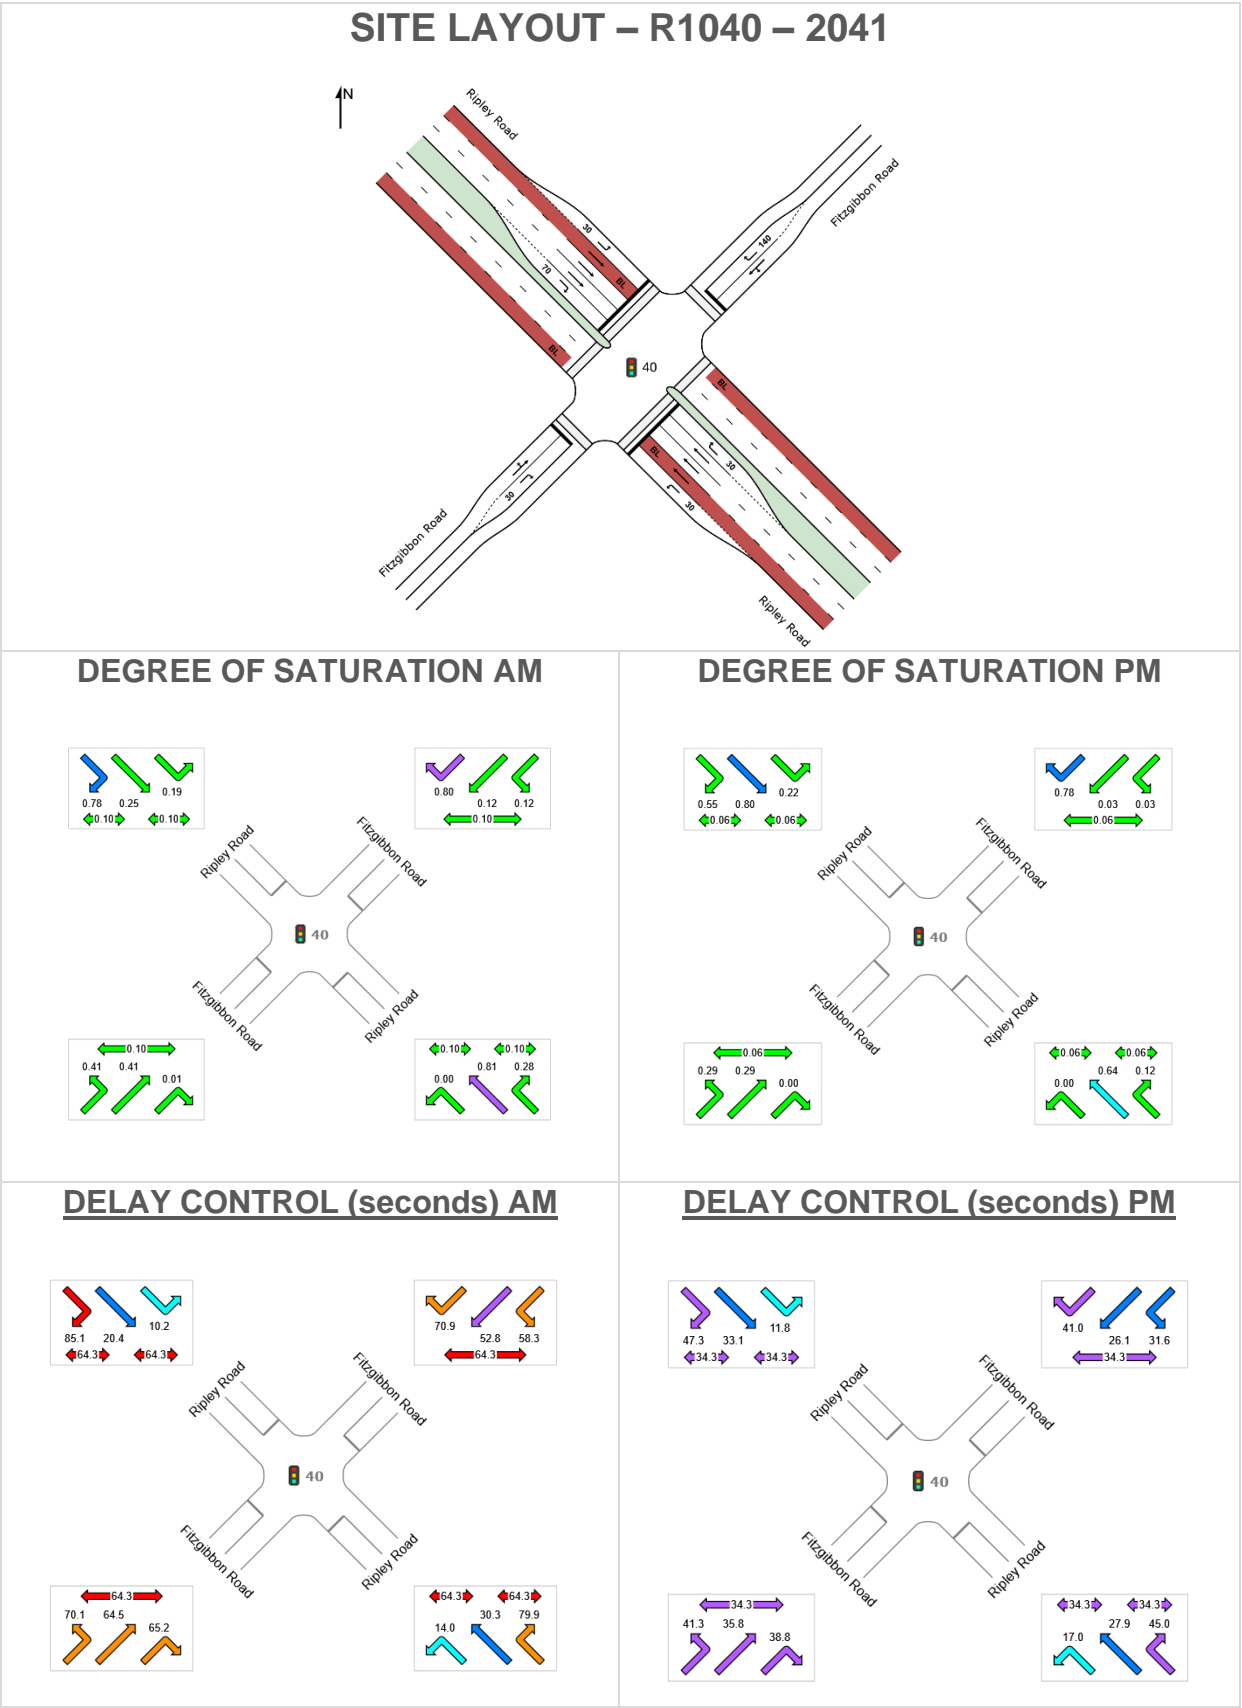 SITE LAYOUT – R1040 – 2041
N
Ripley Road
Fitzgibbon Road
30
140
70
BL
BL
40
BL
BL
30
30
30
Fitzgibbon Road
Ripley Road
DEGREE OF SATURATION AM
0.78 0.25 0.19
0.10 0.10
0.80 0.12 0.12
0.10
Ripley Road
Fitzgibbon Road
40
Fitzgibbon Road
Ripley Road
0.10
0.41 0.41 0.01
0.10 0.10
0.00 0.81 0.28
DEGREE OF SATURATION PM
0.55 0.80 0.22
0.06 0.06
0.78 0.03 0.03
0.06
Ripley Road
Fitzgibbon Road
40
Fitzgibbon Road
Ripley Road
0.06
0.29 0.29 0.00
0.06 0.06
0.00 0.64 0.12
DELAY CONTROL (seconds) AM
85.1 20.4 10.2
64.3 64.3
70.9 52.8 58.3
64.3
Ripley Road
Fitzgibbon Road
40
Fitzgibbon Road
Ripley Road
64.3
70.1 64.5 65.2
64.3 64.3
14.0 30.3 79.9
DELAY CONTROL (seconds) PM
47.3 33.1 11.8
34.3 34.3
41.0 26.1 31.6
34.3
Ripley Road
Fitzgibbon Road
40
Fitzgibbon Road
Ripley Road
34.3
41.3 35.8 38.8
34.3 34.3
17.0 27.9 45.0